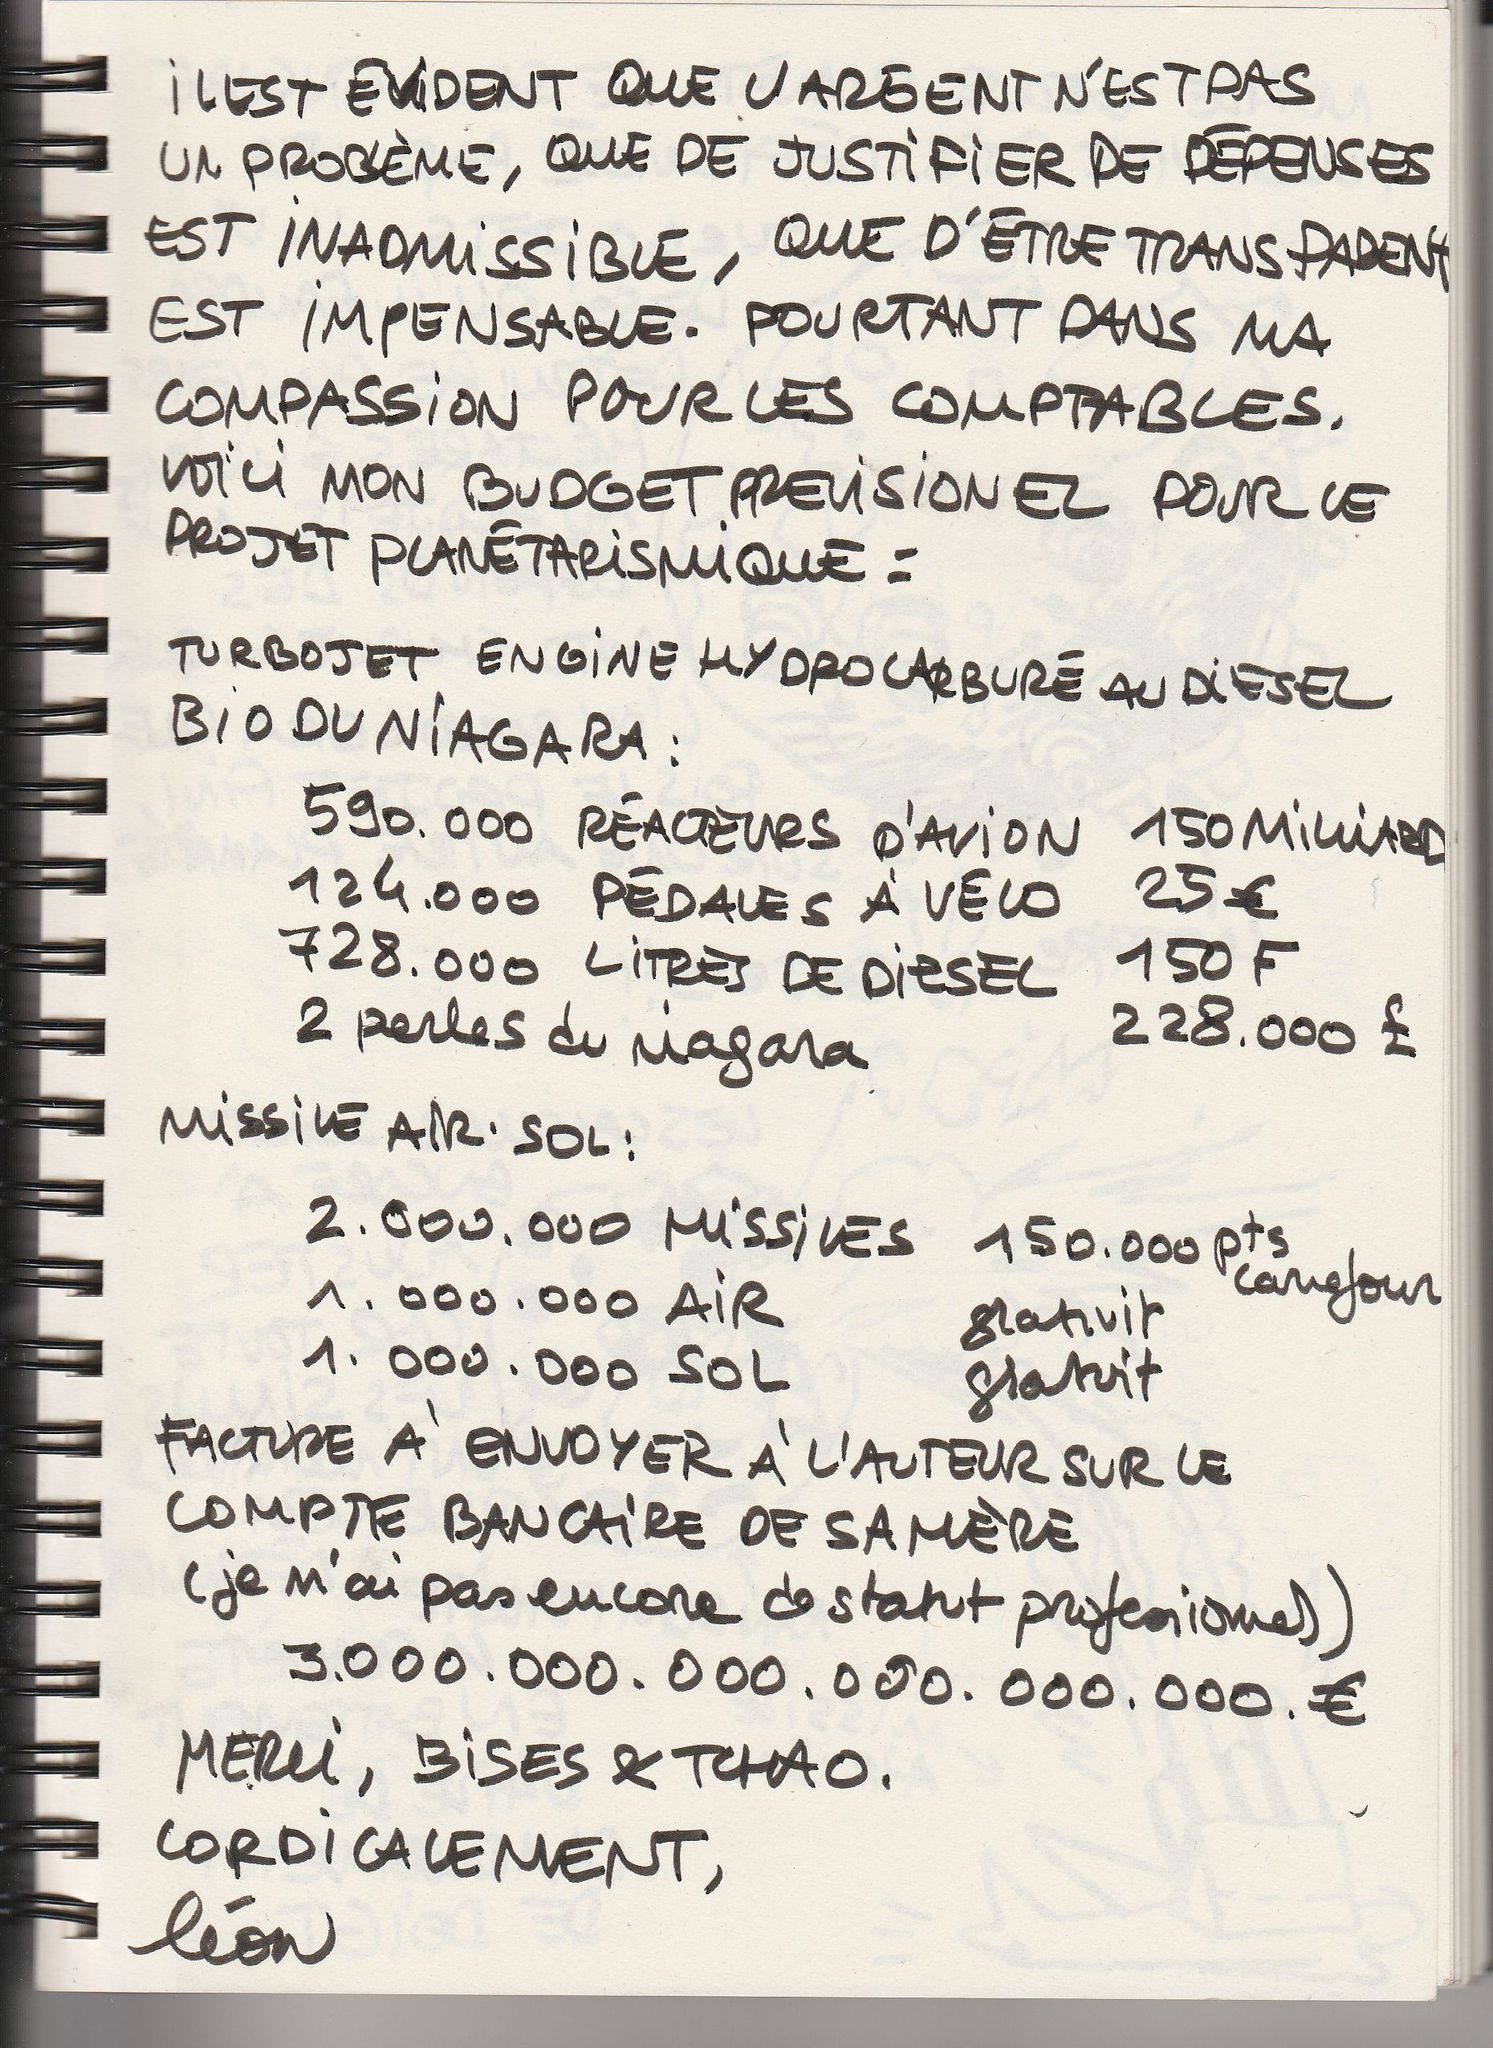 iL EST ÉVIDENT QUE L'ARGENT N'EST PAS
UN PROBLÈME, QUE DE JUSTIFIER DE DÉPENSES
EST INADMISSIBLE, QUE D'ÊTRE TRANSPARENT
EST IMPENSABLE. POURTANT DANS MA
COMPASSION POUR LES COMPTABLES.
VOICI MON BUDGET PREVISIONEL POUR LE
PROJET PLANÉTARISMIQUE =
TURBOJET ENGINE HYDROCARBURÉ AU DIESEL
BIO DU NIAGARA :
590.000 RÉACTEURS D'AVION 150 MILLIARD
124.000 PÉDALES À VÉLO 25 €
728.000 LITRES DE DIESEL 150 F
2 perles du niagara 228.000 £
MISSILE AIR. SOL :
2.000.000 MISSILES 150.000 pts
carrefour
1.000.000 AIR gratuit
1.000.000 SOL gratuit
FACTURE À ENVOYER À L'AUTEUR SUR LE
COMPTE BANCAIRE DE SA MÈRE
(je n'ai pas encore de statut professionnel)
3.000.000.000.000.000.000. €
MERCI, BISES & TCHAO.
CORDICALEMENT,
léon